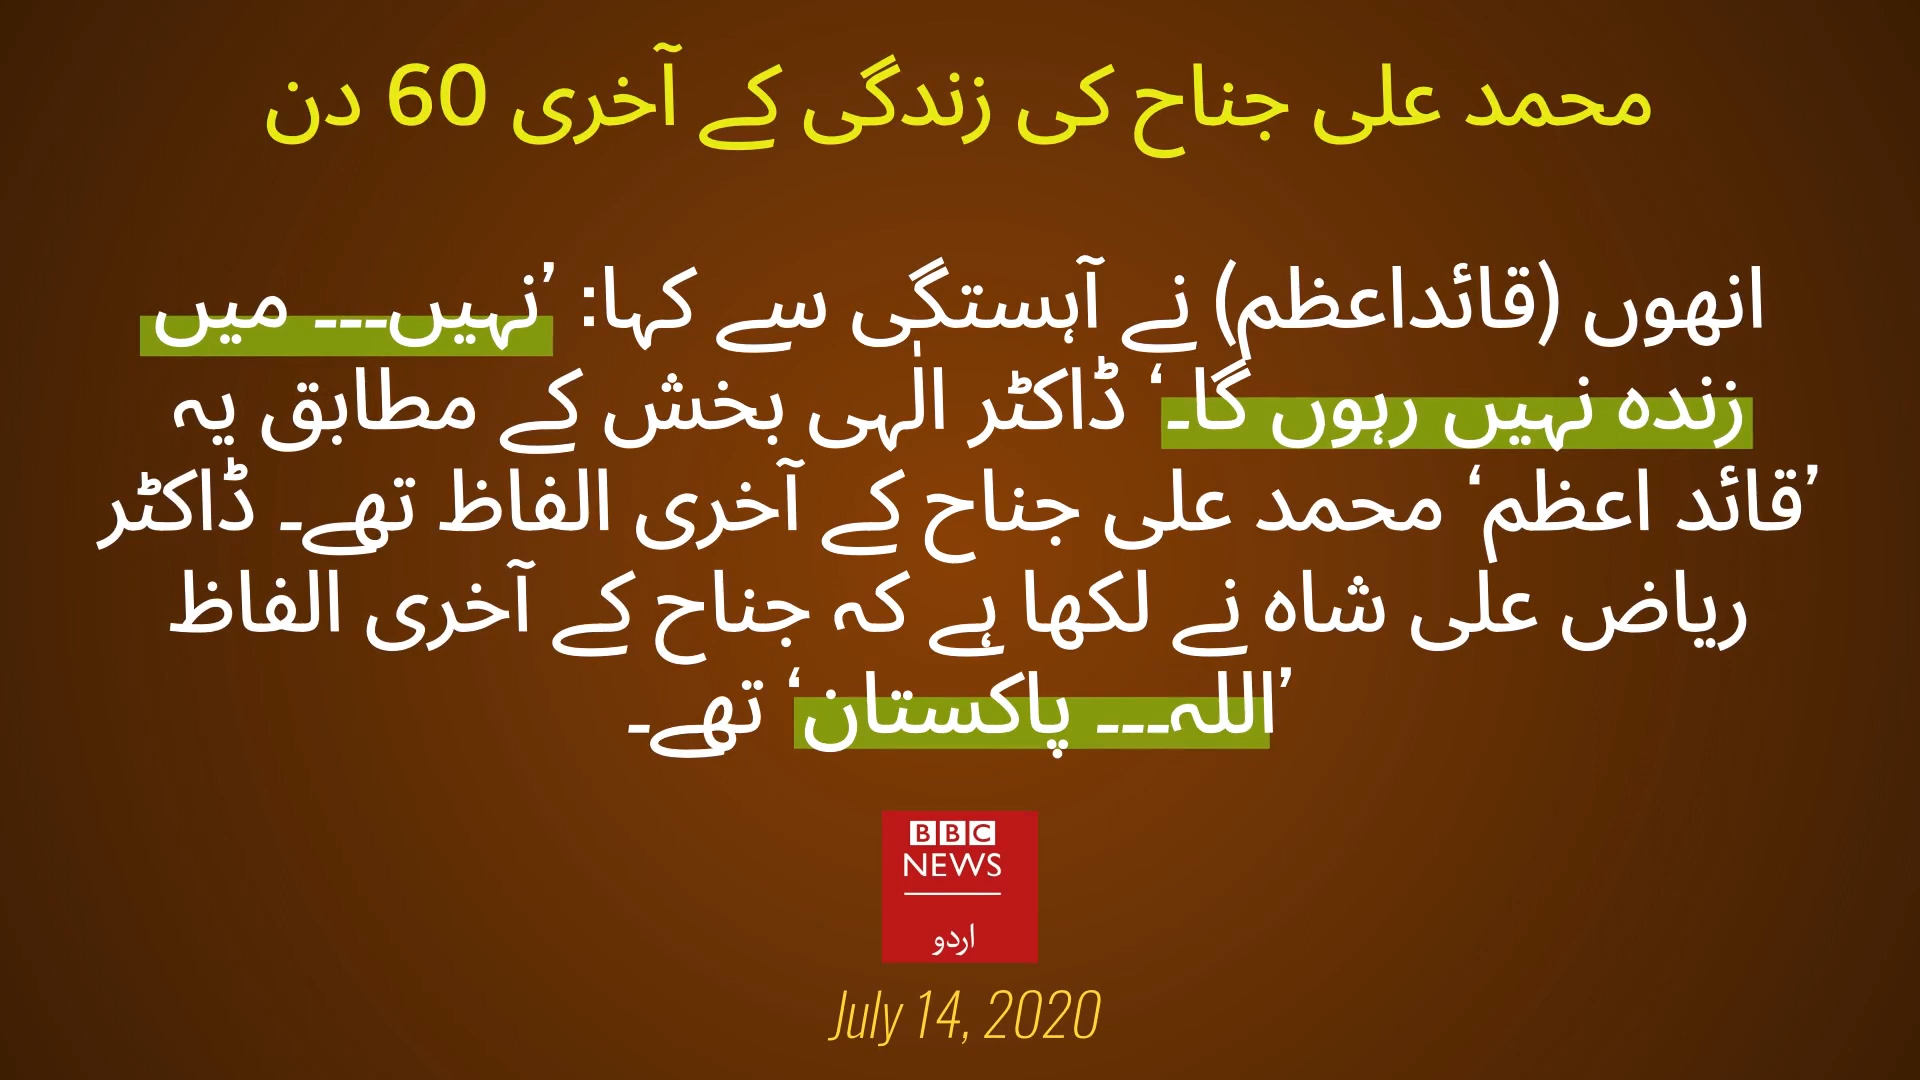 محمد علی جناح کی زندگی کے آخری 60 دن
انھوں (قائداعظم) نے آہستگی سے کہا: ’نہیں۔۔۔ میں
زندہ نہیں رہوں گا۔‘ ڈاکٹر الٰہی بخش کے مطابق یہ
’قائد اعظم‘ محمد علی جناح کے آخری الفاظ تھے۔ ڈاکٹر
ریاض علی شاہ نے لکھا ہے کہ جناح کے آخری الفاظ
’اللہ۔۔۔ پاکستان‘ تھے۔
BBC
NEWS
اردو
July 14, 2020